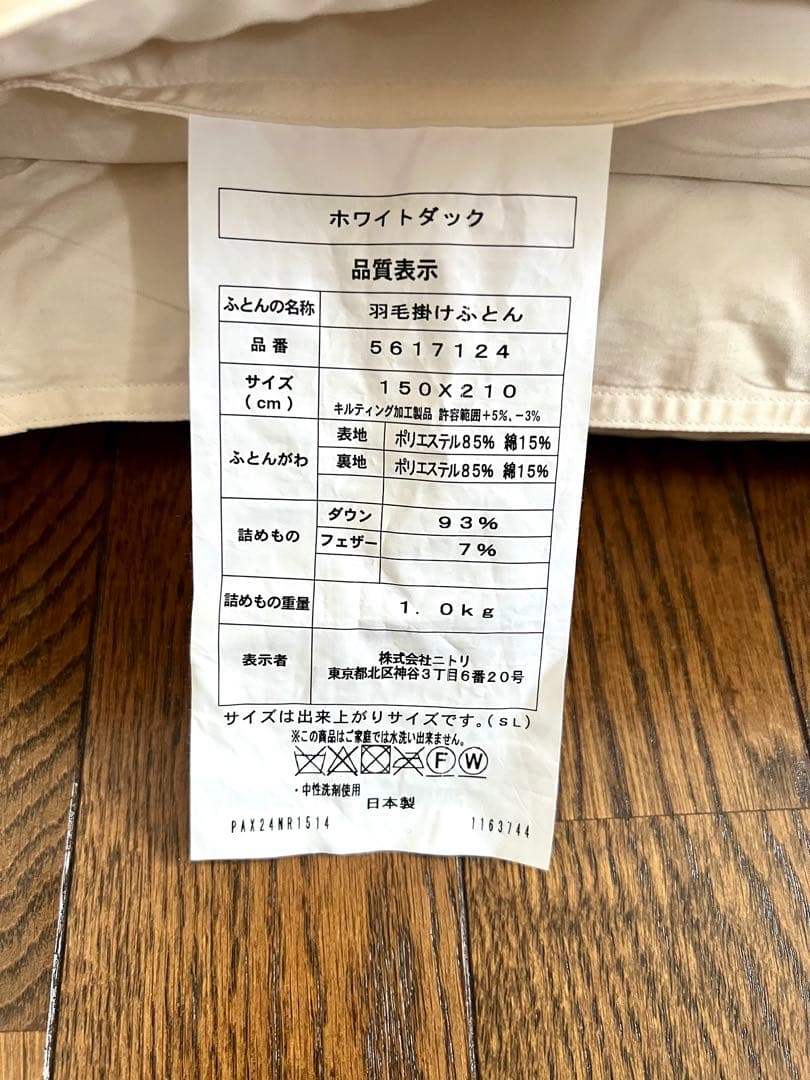 ホワイトダック
品質表示
ふとんの名称 羽毛掛けふとん
品番 5617124
サイズ(cm) 150X210
キルティング加工製品 許容範囲+5%、-3%
ふとんがわ 表地 ポリエステル85% 綿15%
裏地 ポリエステル85% 綿15%
詰めもの ダウン 93%
フェザー 7%
詰めもの重量 1.0kg
表示者 株式会社ニトリ
東京都北区神谷3丁目6番20号
サイズは出来上がりサイズです。(SL)
※この商品はご家庭では水洗い出来ません。
F W
・中性洗剤使用
日本製
PAX24NR1514 1163744